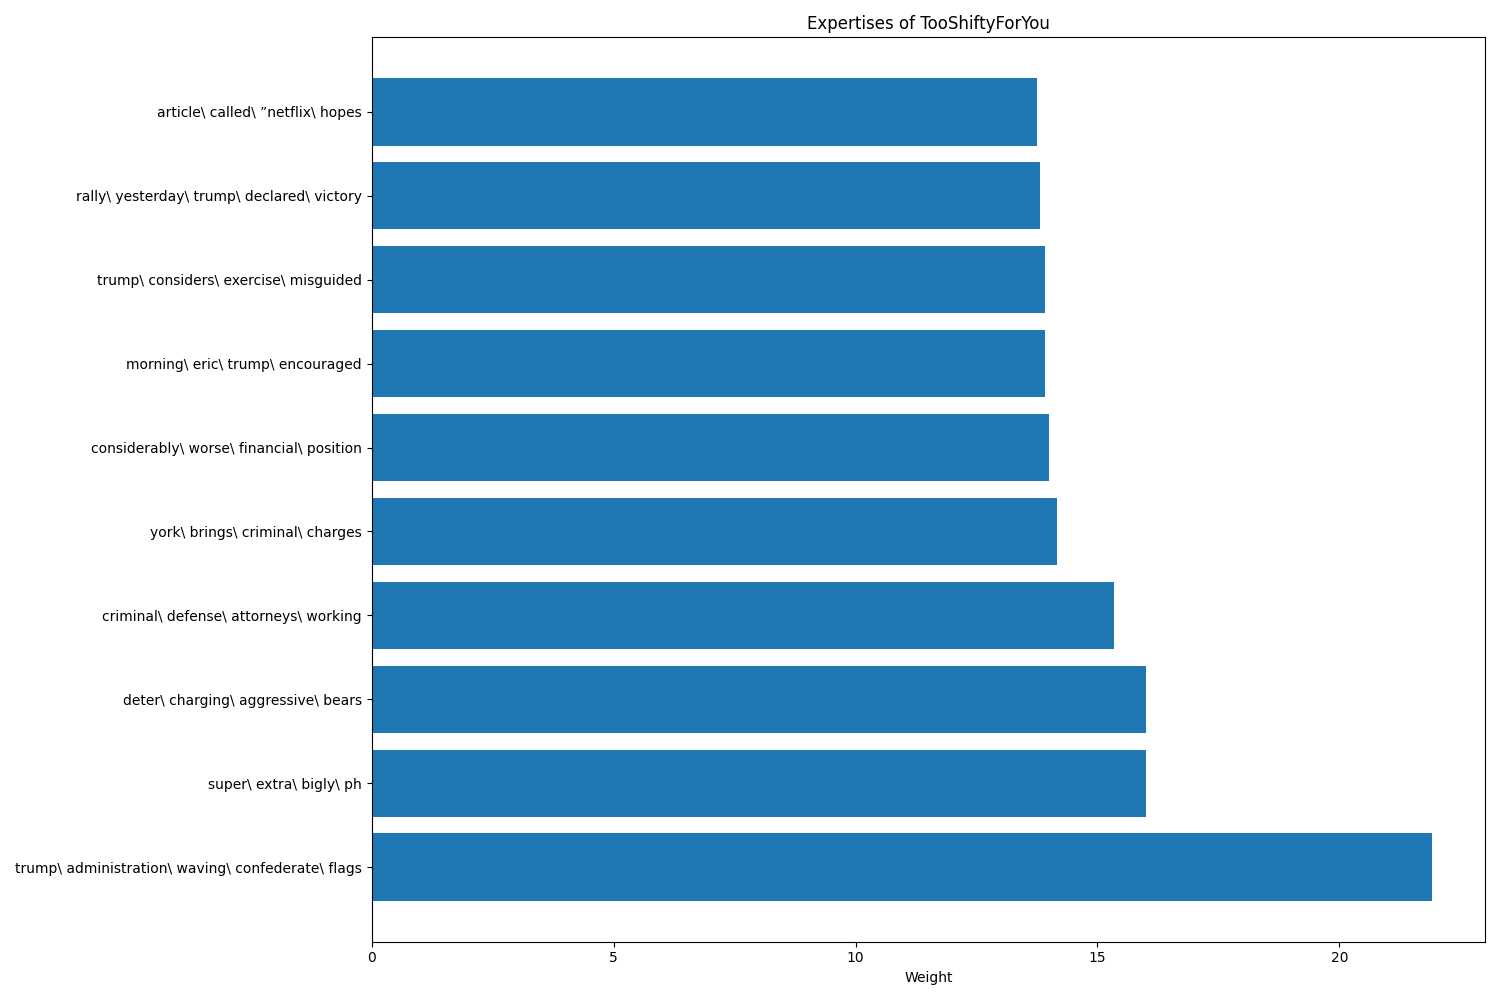 Expertises of TooShiftyForYou
article\ called\ ”netflix\ hopes
rally\ yesterday\ trump\ declared\ victory
trump\ considers\ exercise\ misguided
morning\ eric\ trump\ encouraged
considerably\ worse\ financial\ position
york\ brings\ criminal\ charges
criminal\ defense\ attorneys\ working
deter\ charging\ aggressive\ bears
super\ extra\ bigly\ ph
trump\ administration\ waving\ confederate\ flags
0 5 10 15 20
Weight